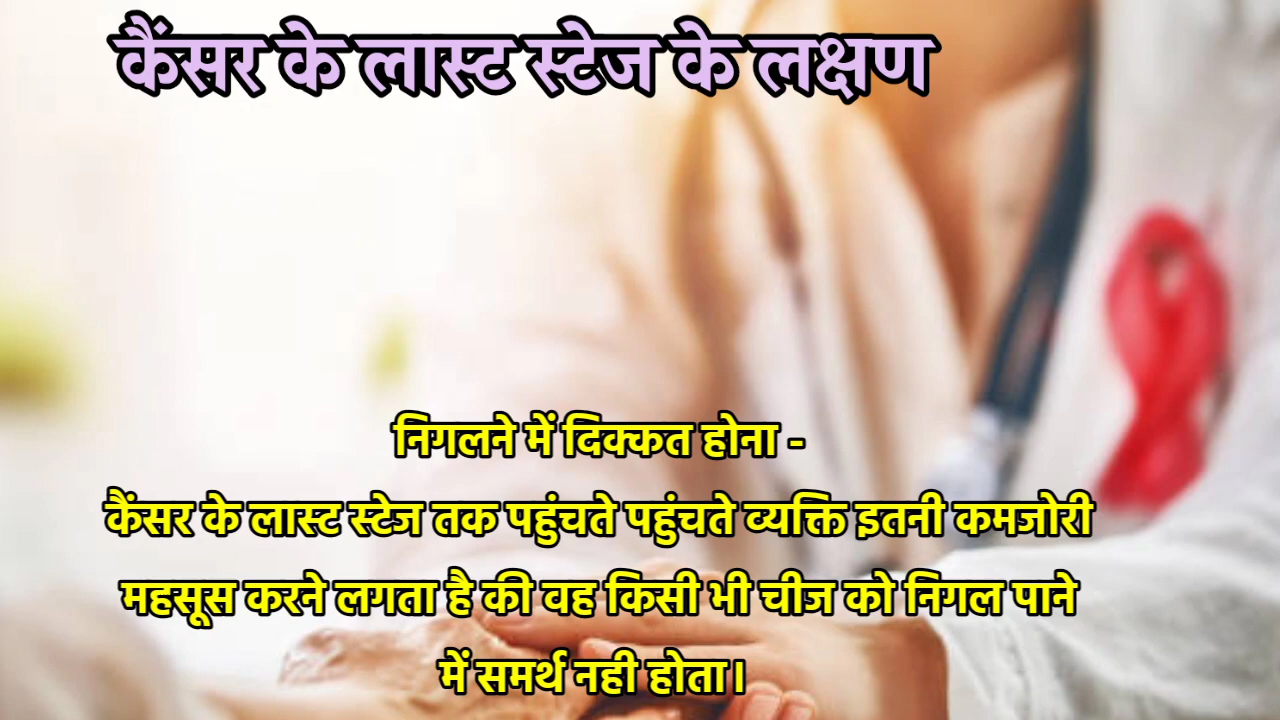 कैंसर के लास्ट स्टेज के लक्षण
निगलने में दिक्कत होना -
कैंसर के लास्ट स्टेज तक पहुंचते पहुंचते व्यक्ति इतनी कमजोरी
महसूस करने लगता है की वह किसी भी चीज को निगल पाने
में समर्थ नही होता।